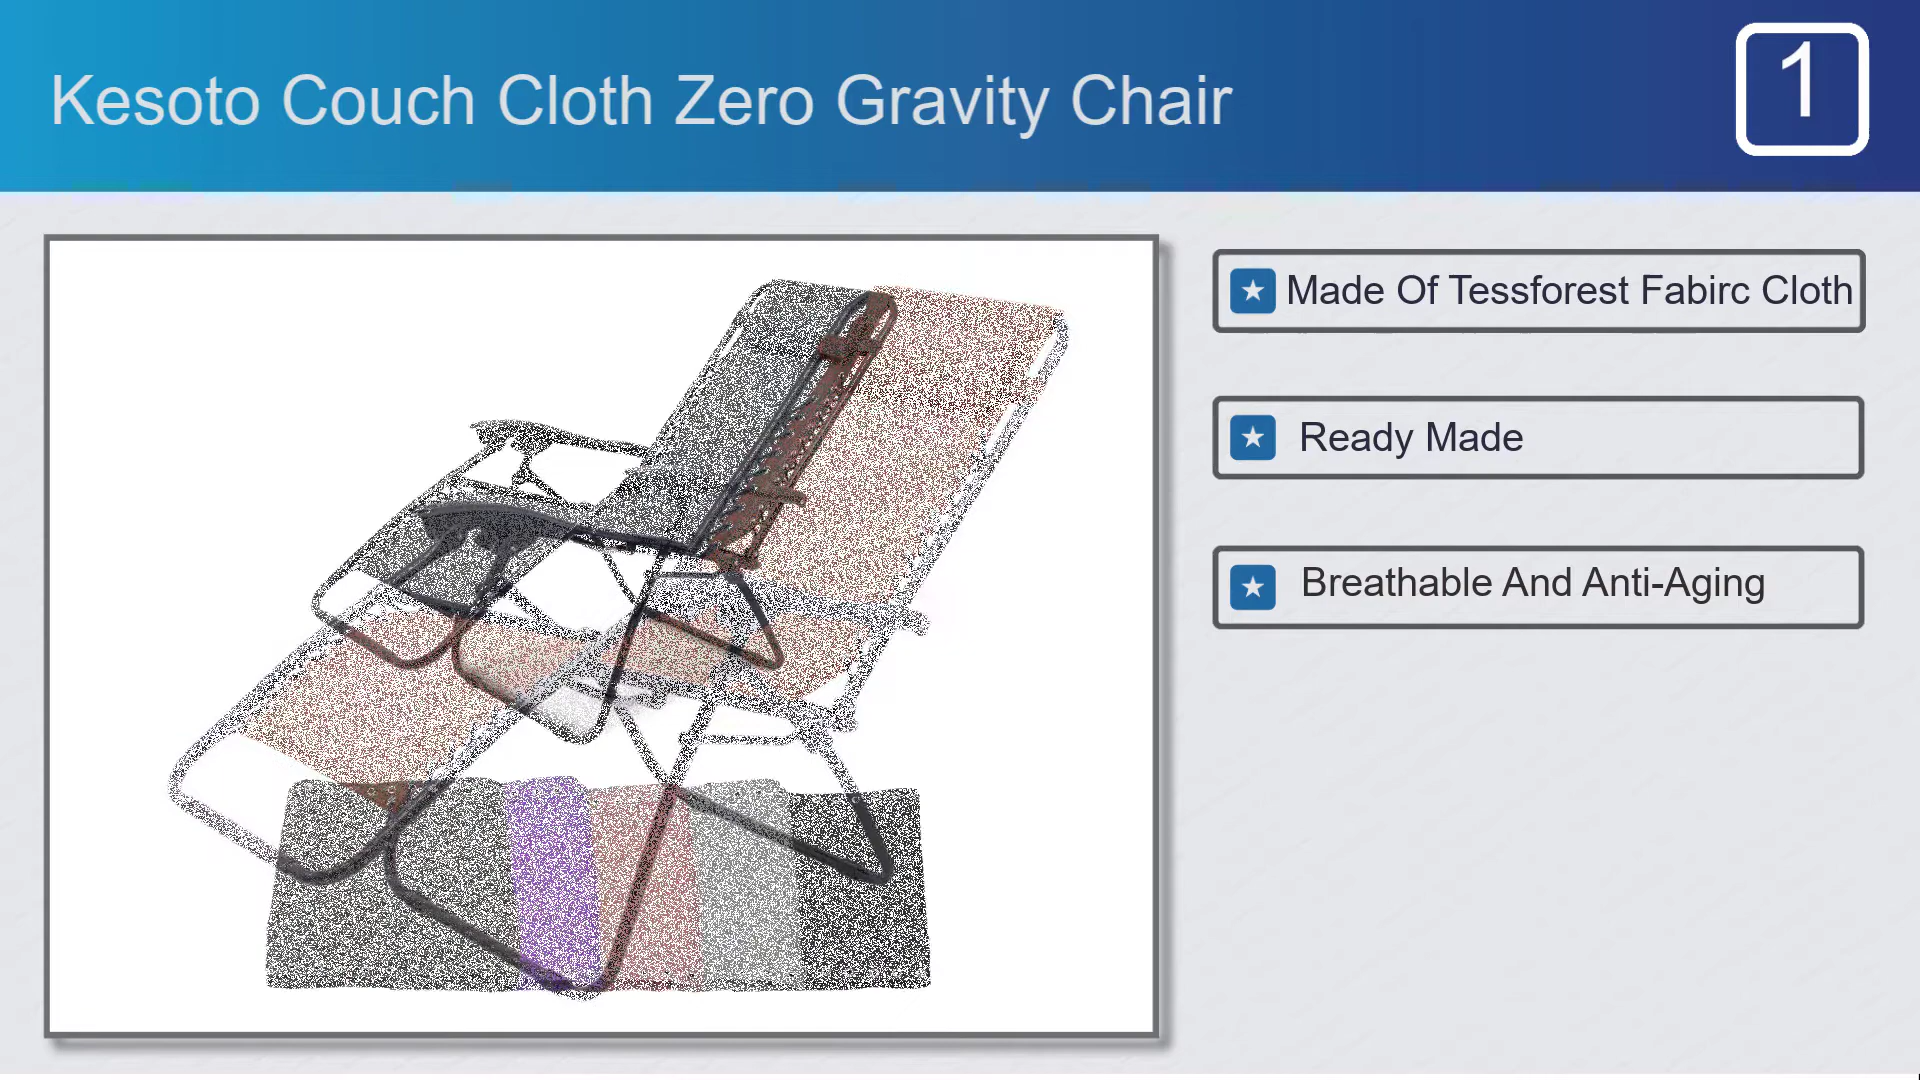 Kesoto Couch Cloth Zero Gravity Chair
1
Made Of Tessforest Fabirc Cloth
Ready Made
Breathable And Anti-Aging